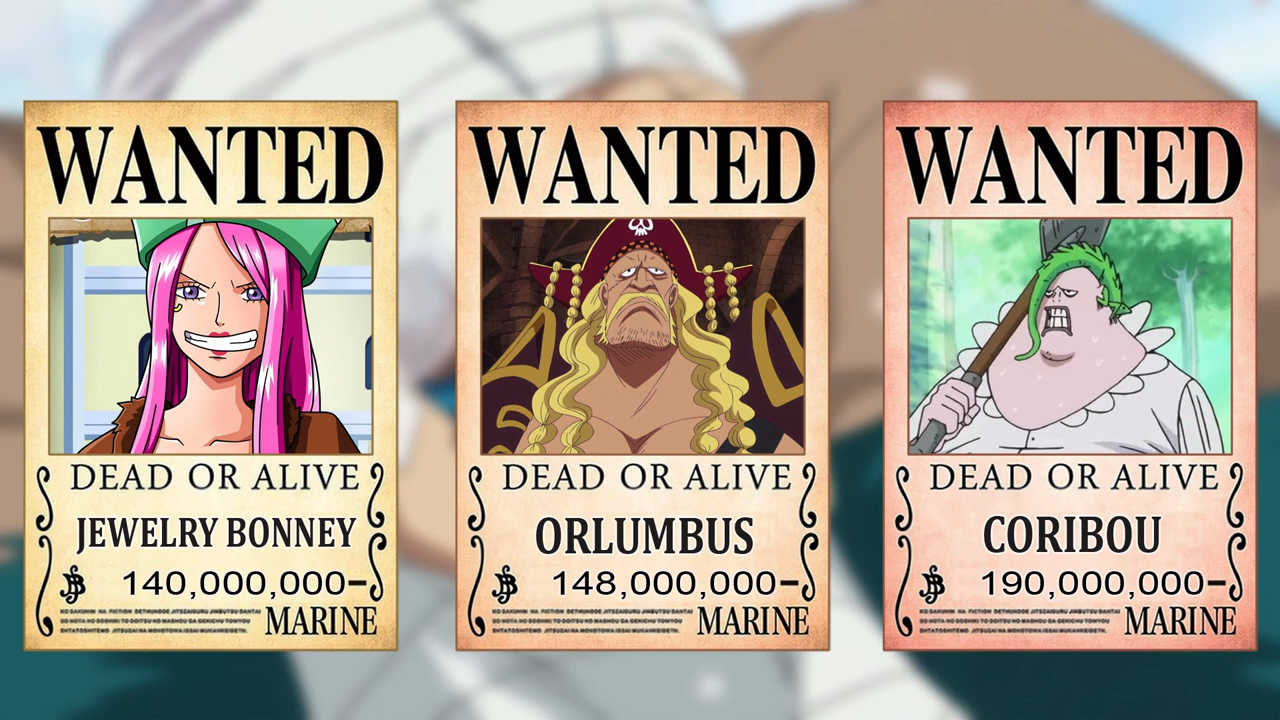 WANTED
DEAD OR ALIVE
JEWELRY BONNEY
140,000,000-
MARINE
WANTED
DEAD OR ALIVE
ORLUMBUS
148,000,000-
MARINE
WANTED
DEAD OR ALIVE
CORIBOU
190,000,000-
MARINE